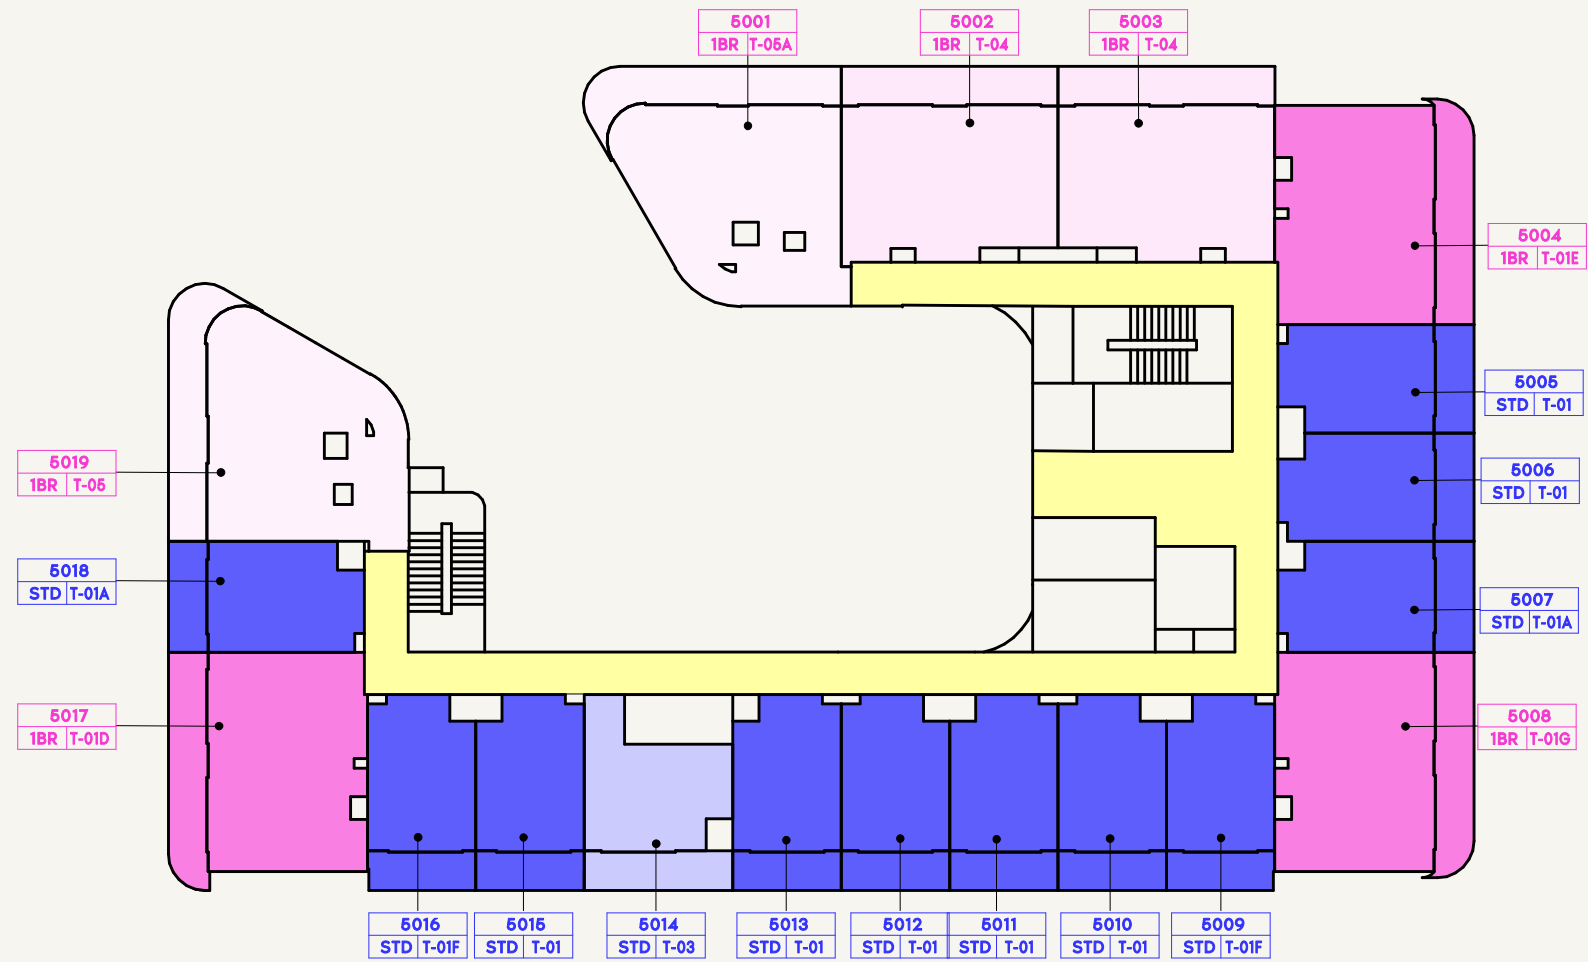 5001
1BR T-05A
5002
1BR T-04
5003
1BR T-04
5004
1BR T-01E
5005
STD T-01
5006
STD T-01
5007
STD T-01A
5008
1BR T-01G
5019
1BR T-05
5018
STD T-01A
5017
1BR T-01D
5016
STD T-01F
5015
STD T-01
5014
STD T-03
5013
STD T-01
5012
STD T-01
5011
STD T-01
5010
STD T-01
5009
STD T-01F